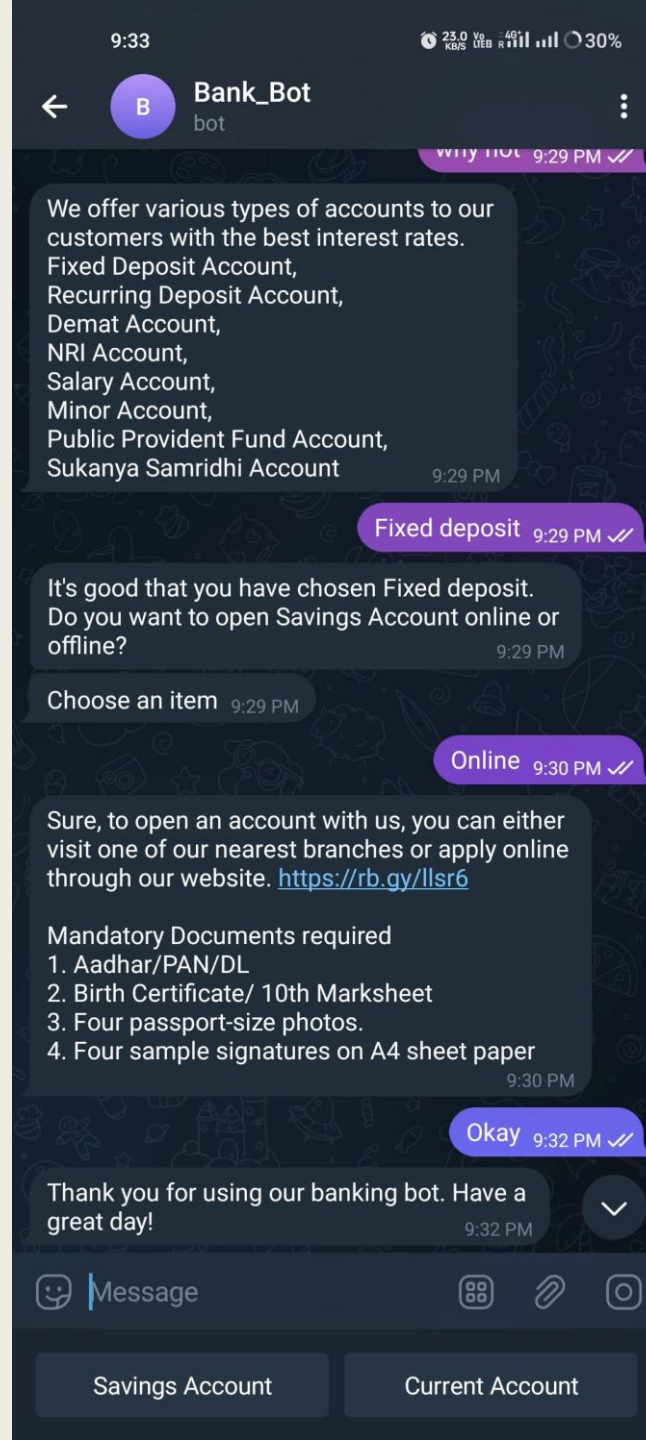 9:33
23.0 KB/S Vo LTE 4G+ R 30%
B
Bank_Bot
bot
why not 9:29 PM
We offer various types of accounts to our
customers with the best interest rates.
Fixed Deposit Account,
Recurring Deposit Account,
Demat Account,
NRI Account,
Salary Account,
Minor Account,
Public Provident Fund Account,
Sukanya Samridhi Account 9:29 PM
Fixed deposit 9:29 PM
It's good that you have chosen Fixed deposit.
Do you want to open Savings Account online or
offline? 9:29 PM
Choose an item 9:29 PM
Online 9:30 PM
Sure, to open an account with us, you can either
visit one of our nearest branches or apply online
through our website. https://rb.gy/llsr6
Mandatory Documents required
1. Aadhar/PAN/DL
2. Birth Certificate/ 10th Marksheet
3. Four passport-size photos.
4. Four sample signatures on A4 sheet paper
9:30 PM
Okay 9:32 PM
Thank you for using our banking bot. Have a
great day! 9:32 PM
Message
Savings Account Current Account